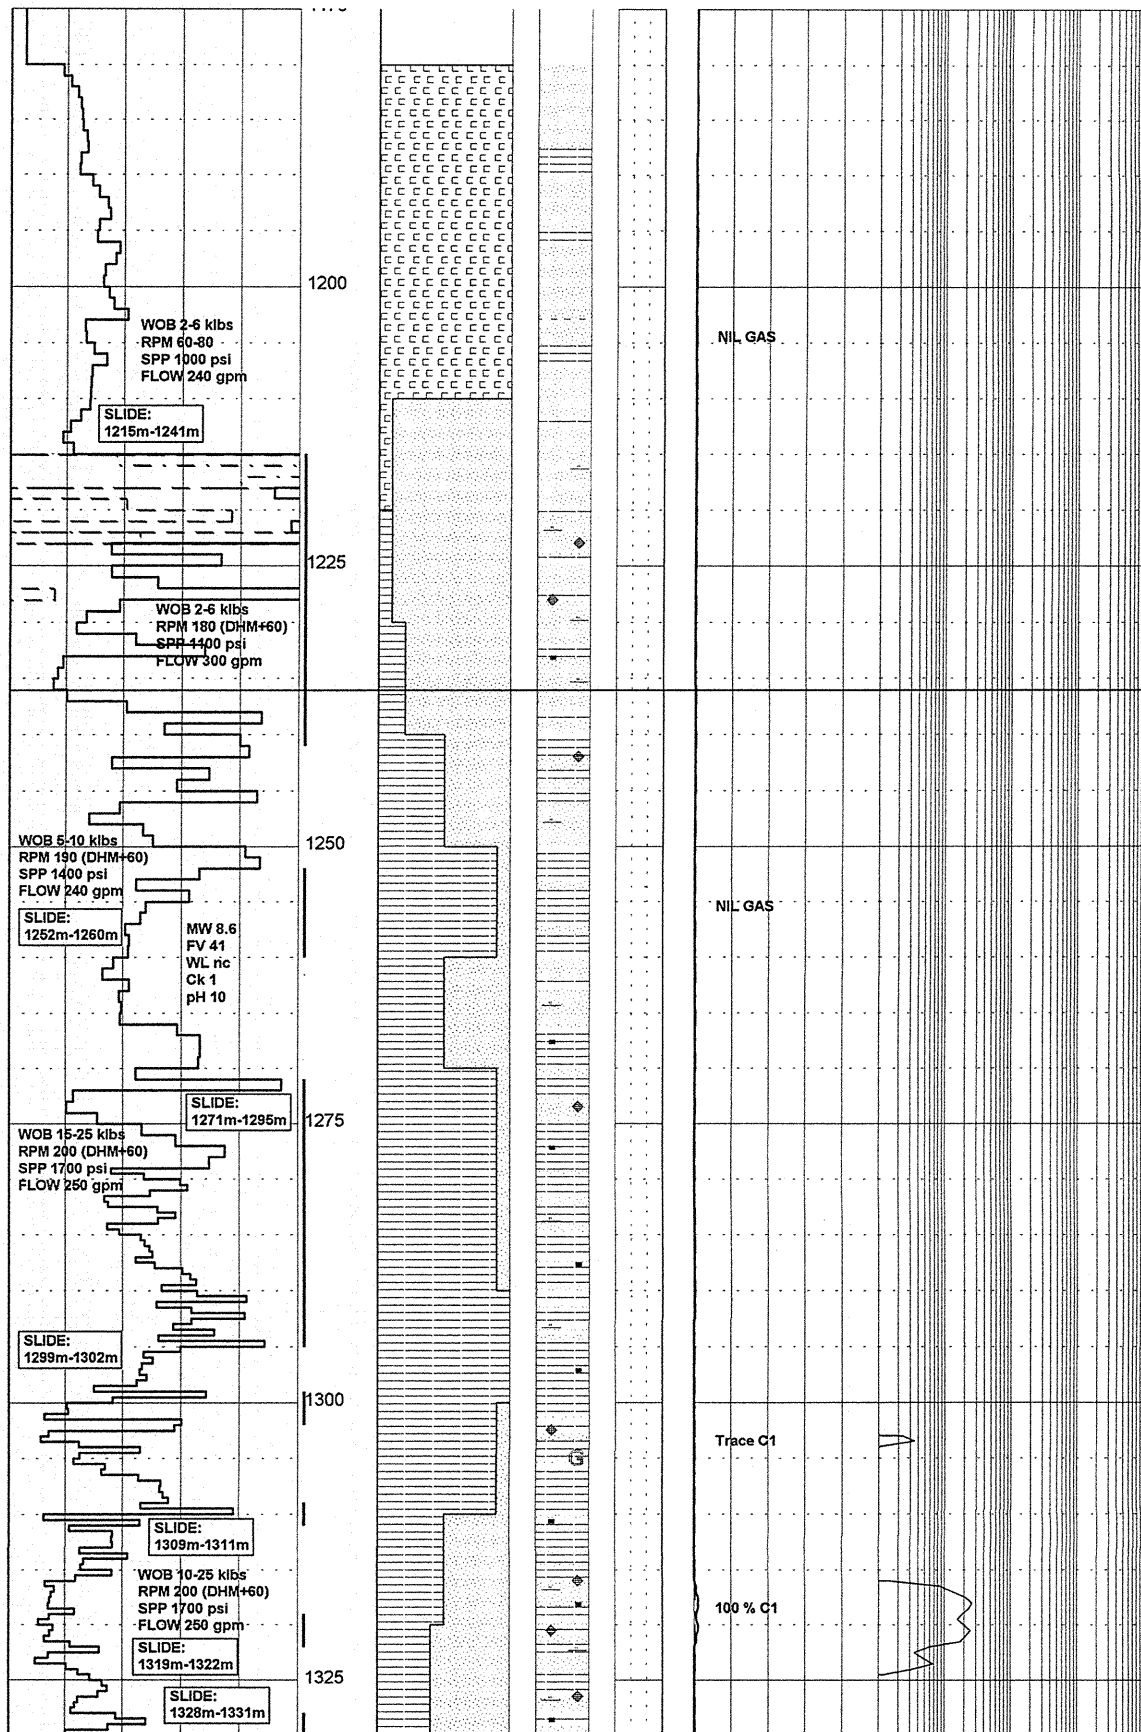 1200
WOB 2-6 klbs
RPM 60-80
SPP 1000 psi
FLOW 240 gpm
NIL GAS
SLIDE:
1215m-1241m
1225
WOB 2-6 klbs
RPM 180 (DHM+60)
SPP 1100 psi
FLOW 300 gpm
1250
WOB 5-10 klbs
RPM 190 (DHM+60)
SPP 1400 psi
FLOW 240 gpm
SLIDE:
1252m-1260m
NIL GAS
MW 8.6
FV 41
WL nc
Ck 1
pH 10
SLIDE:
1271m-1295m
1275
WOB 15-25 klbs
RPM 200 (DHM+60)
SPP 1700 psi
FLOW 250 gpm
SLIDE:
1299m-1302m
1300
Trace C1
G
SLIDE:
1309m-1311m
WOB 10-25 klbs
RPM 200 (DHM+60)
SPP 1700 psi
FLOW 250 gpm
100 % C1
SLIDE:
1319m-1322m
1325
SLIDE:
1328m-1331m